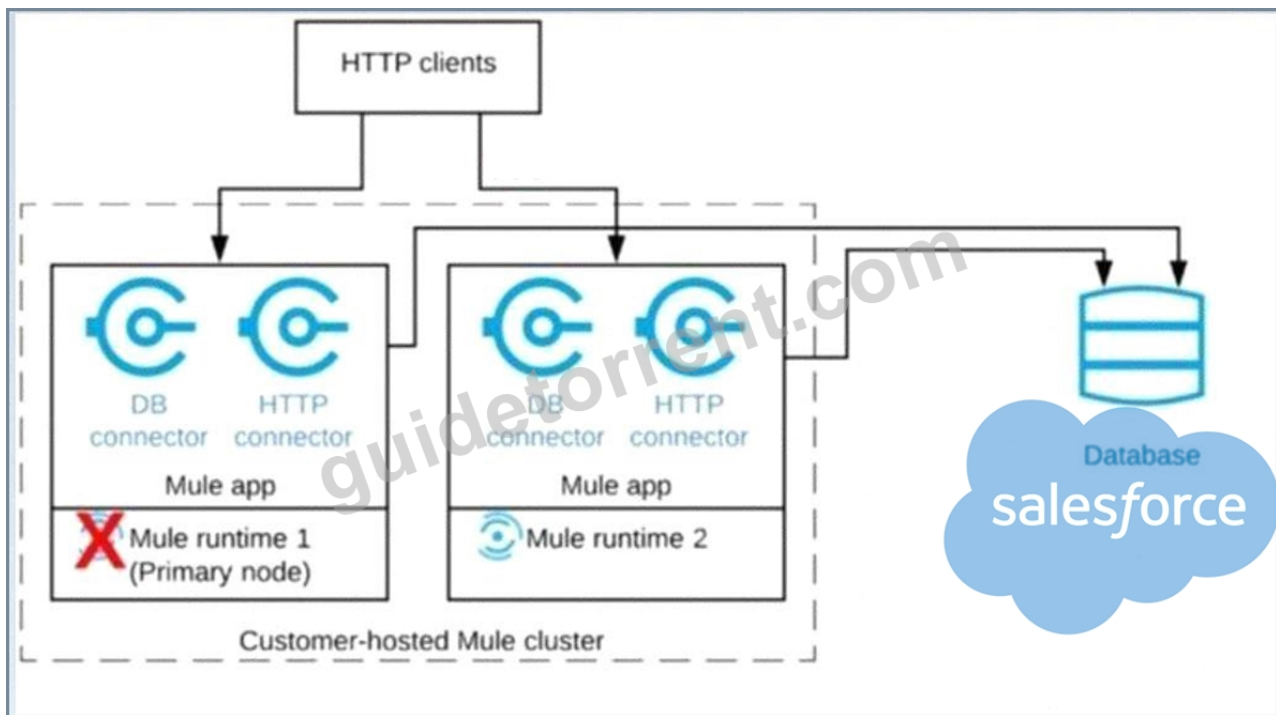 HTTP clients
DB
connector
HTTP
connector
Mule app
Mule runtime 1
(Primary node)
DB
connector
HTTP
connector
Mule app
Mule runtime 2
Customer-hosted Mule cluster
Database
salesforce
guidetorrent.com